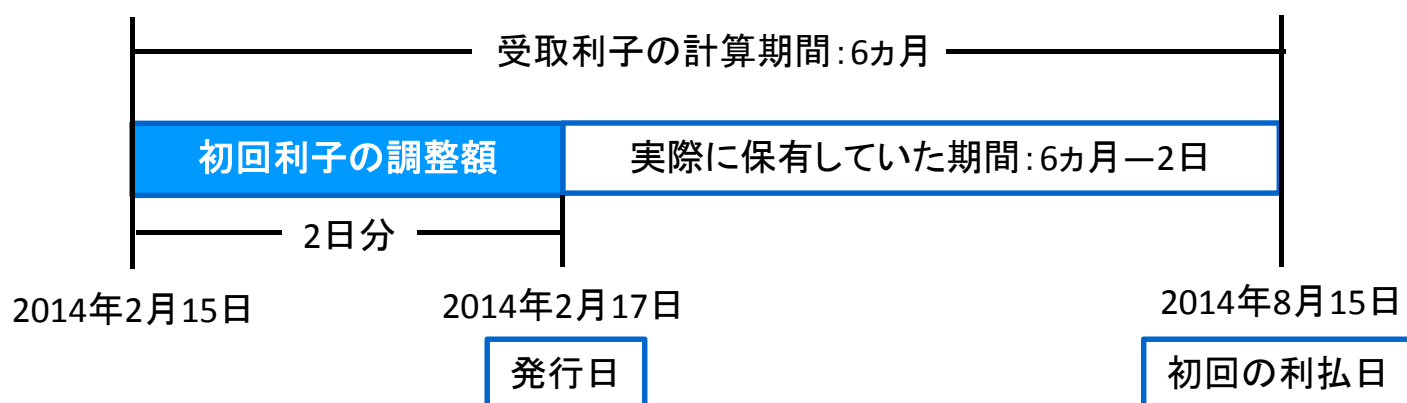 受取利子の計算期間:6ヵ月
初回利子の調整額
実際に保有していた期間:6ヵ月―2日
2日分
2014年2月15日
2014年2月17日
2014年8月15日
発行日
初回の利払日